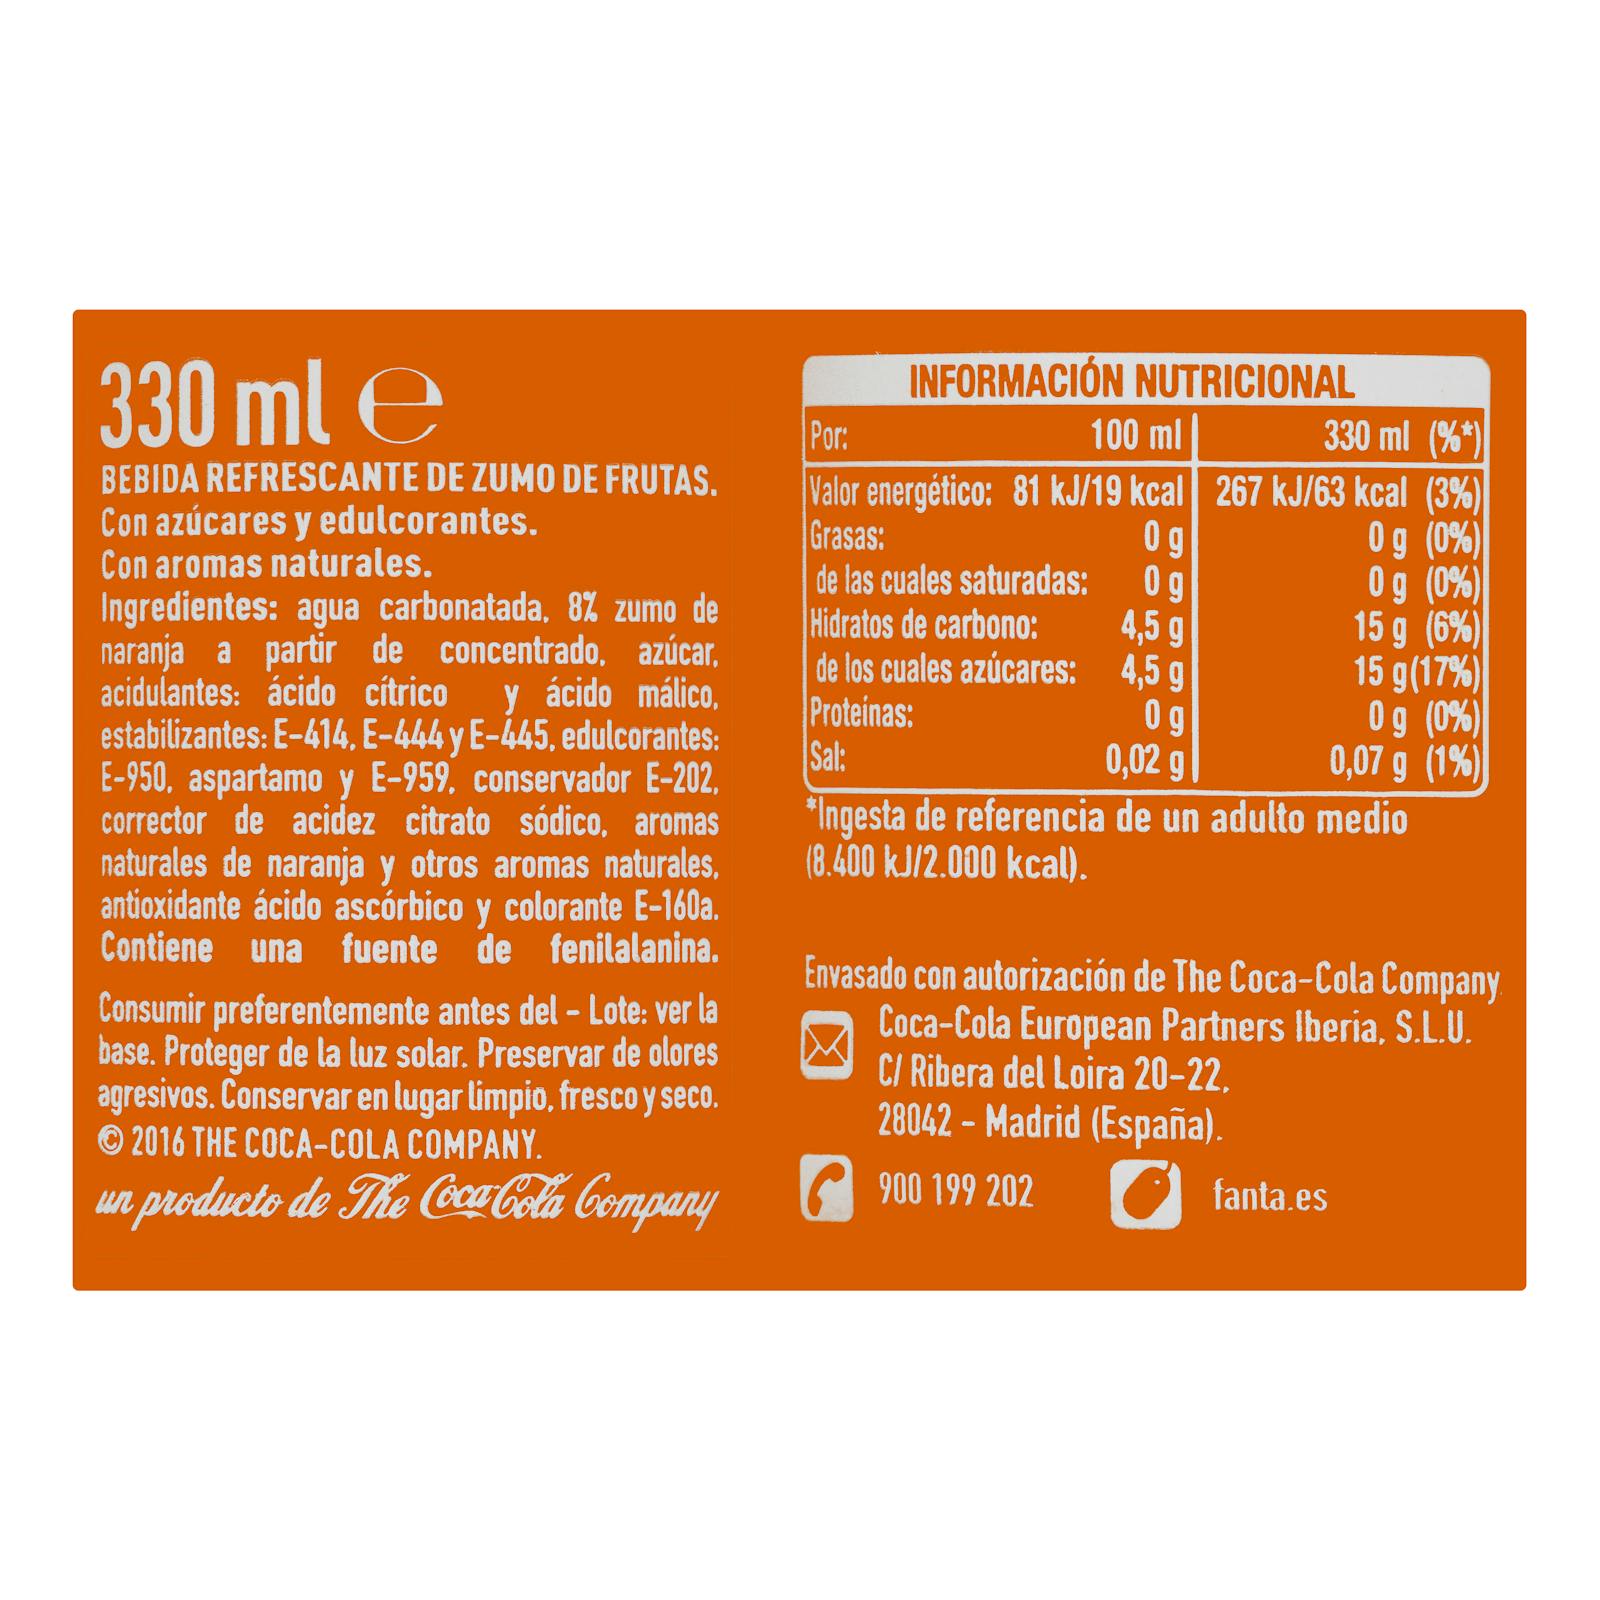 330 ml ℮
BEBIDA REFRESCANTE DE ZUMO DE FRUTAS.
Con azúcares y edulcorantes.
Con aromas naturales.
Ingredientes: agua carbonatada, 8% zumo de
naranja a partir de concentrado, azúcar,
acidulantes: ácido cítrico y ácido málico,
estabilizantes: E-414, E-444 y E-445, edulcorantes:
E-950, aspartamo y E-959, conservador E-202,
corrector de acidez citrato sódico, aromas
naturales de naranja y otros aromas naturales,
antioxidante ácido ascórbico y colorante E-160a.
Contiene una fuente de fenilalanina.
Consumir preferentemente antes del - Lote: ver la
base. Proteger de la luz solar. Preservar de olores
agresivos. Conservar en lugar limpio, fresco y seco.
© 2016 THE COCA-COLA COMPANY.
un producto de The Coca-Cola Company
INFORMACIÓN NUTRICIONAL
Por: 100 ml 330 ml (%*)
Valor energético: 81 kJ/19 kcal 267 kJ/63 kcal (3%)
Grasas: 0 g 0 g (0%)
de las cuales saturadas: 0 g 0 g (0%)
Hidratos de carbono: 4,5 g 15 g (6%)
de los cuales azúcares: 4,5 g 15 g(17%)
Proteínas: 0 g 0 g (0%)
Sal: 0,02 g 0,07 g (1%)
*Ingesta de referencia de un adulto medio
(8.400 kJ/2.000 kcal).
Envasado con autorización de The Coca-Cola Company.
Coca-Cola European Partners Iberia, S.L.U.
C/ Ribera del Loira 20-22,
28042 - Madrid (España).
900 199 202
fanta.es